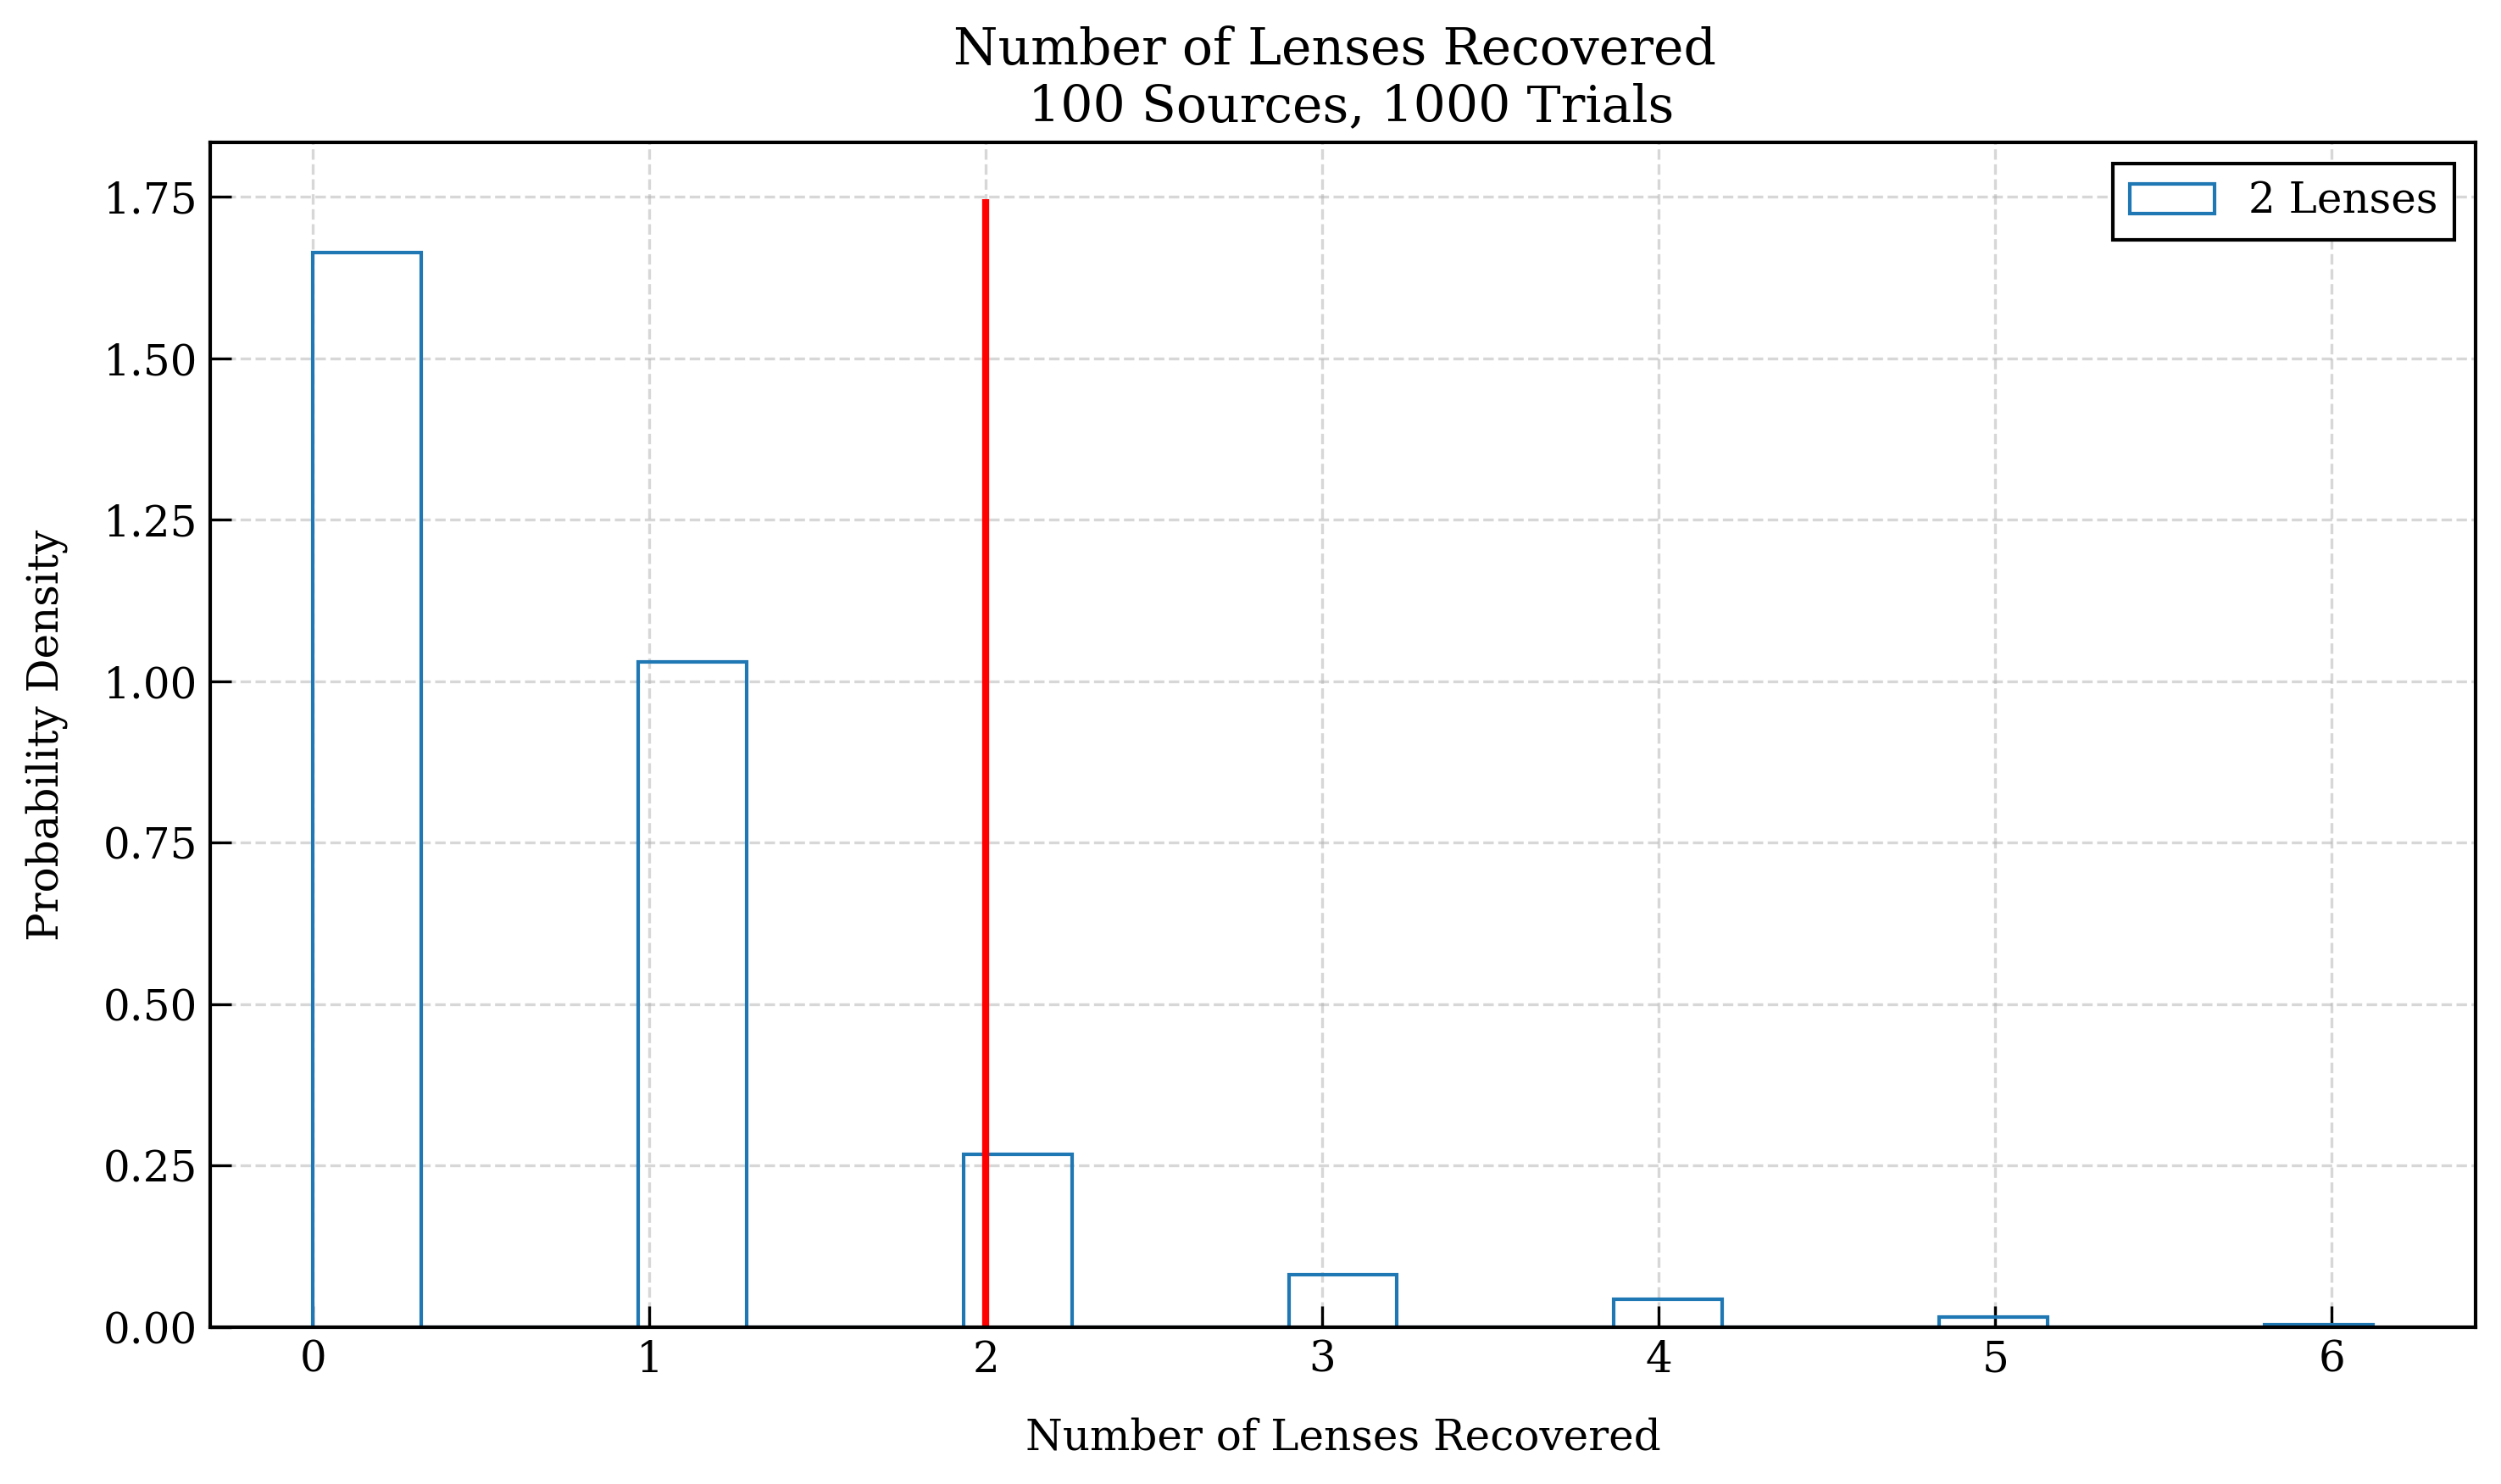 Number of Lenses Recovered
100 Sources, 1000 Trials
2 Lenses
Probability Density
1.75
1.50
1.25
1.00
0.75
0.50
0.25
0.00
0 1 2 3 4 5 6
Number of Lenses Recovered